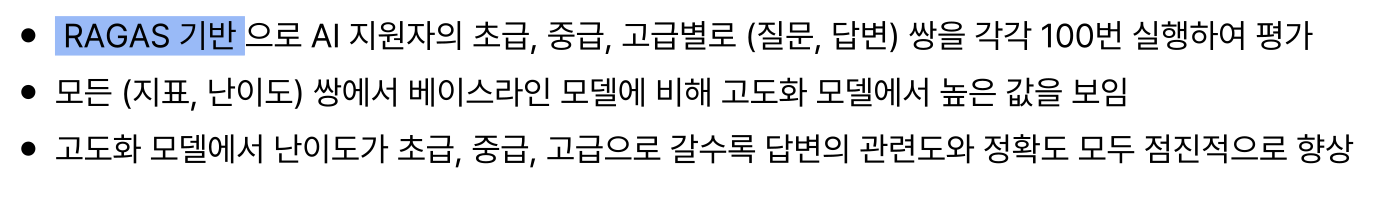 • RAGAS 기반으로 AI 지원자의 초급, 중급, 고급별로 (질문, 답변) 쌍을 각각 100번 실행하여 평가
• 모든 (지표, 난이도) 쌍에서 베이스라인 모델에 비해 고도화 모델에서 높은 값을 보임
• 고도화 모델에서 난이도가 초급, 중급, 고급으로 갈수록 답변의 관련도와 정확도 모두 점진적으로 향상